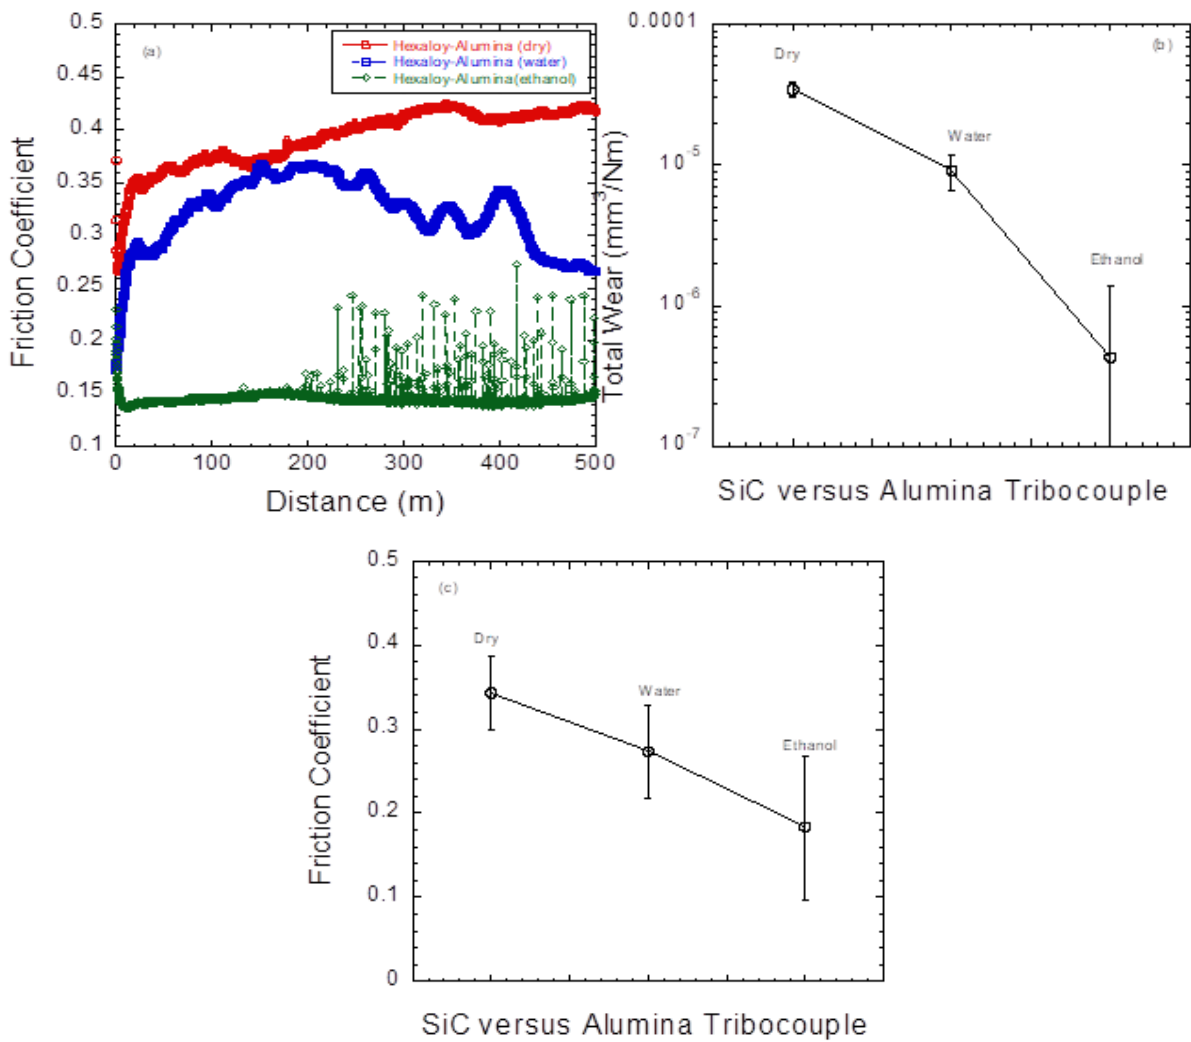 0.5
0.45
0.4
0.35
0.3
0.25
0.2
0.15
0.1
Friction Coefficient
(a)
Hexaloy-Alumina (dry)
Hexaloy-Alumina (water)
Hexaloy-Alumina(ethanol)
0 100 200 300 400 500
Distance (m)
0.0001
10-5
10-6
10-7
Total Wear (mm3/Nm)
(b)
Dry
Water
Ethanol
SiC versus Alumina Tribocouple
0.5
0.4
0.3
0.2
0.1
0
Friction Coefficient
(c)
Dry
Water
Ethanol
SiC versus Alumina Tribocouple